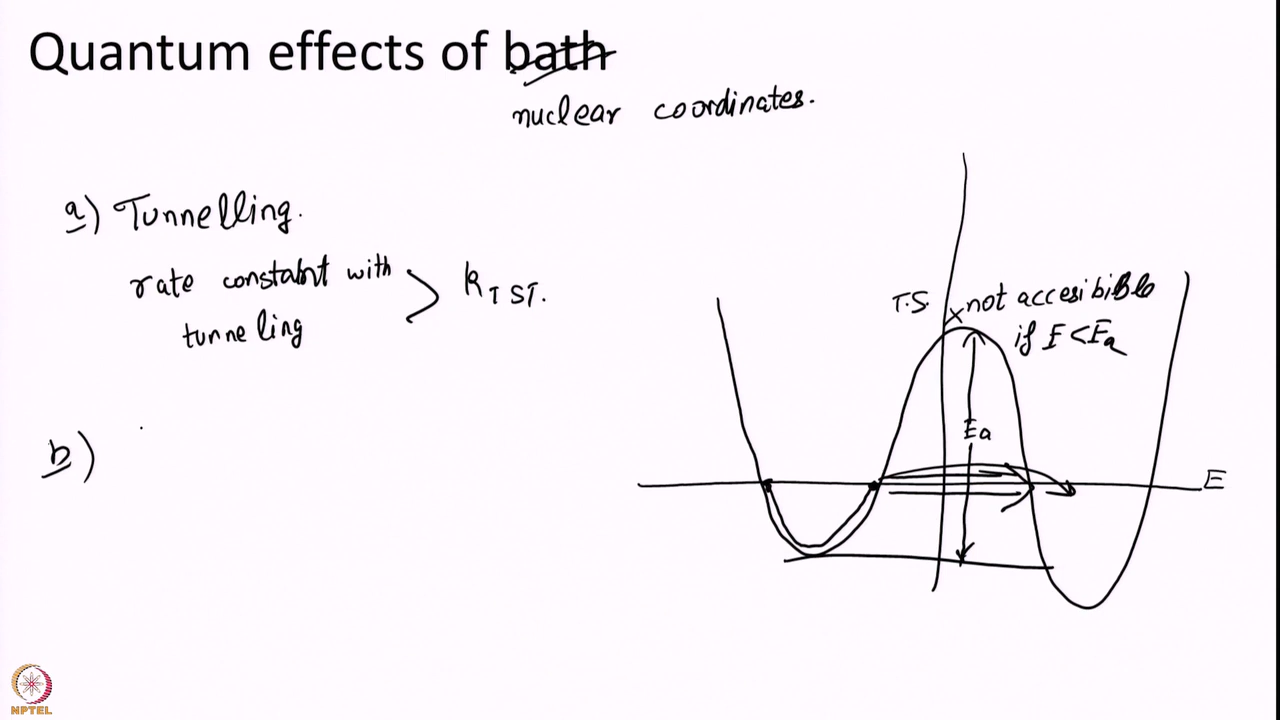 Quantum effects of bath
nuclear coordinates.
a) Tunnelling.
rate constant with
tunneling
> k TST.
b)
T.S.
not accesibible
if E < Ea
Ea
E
NPTEL